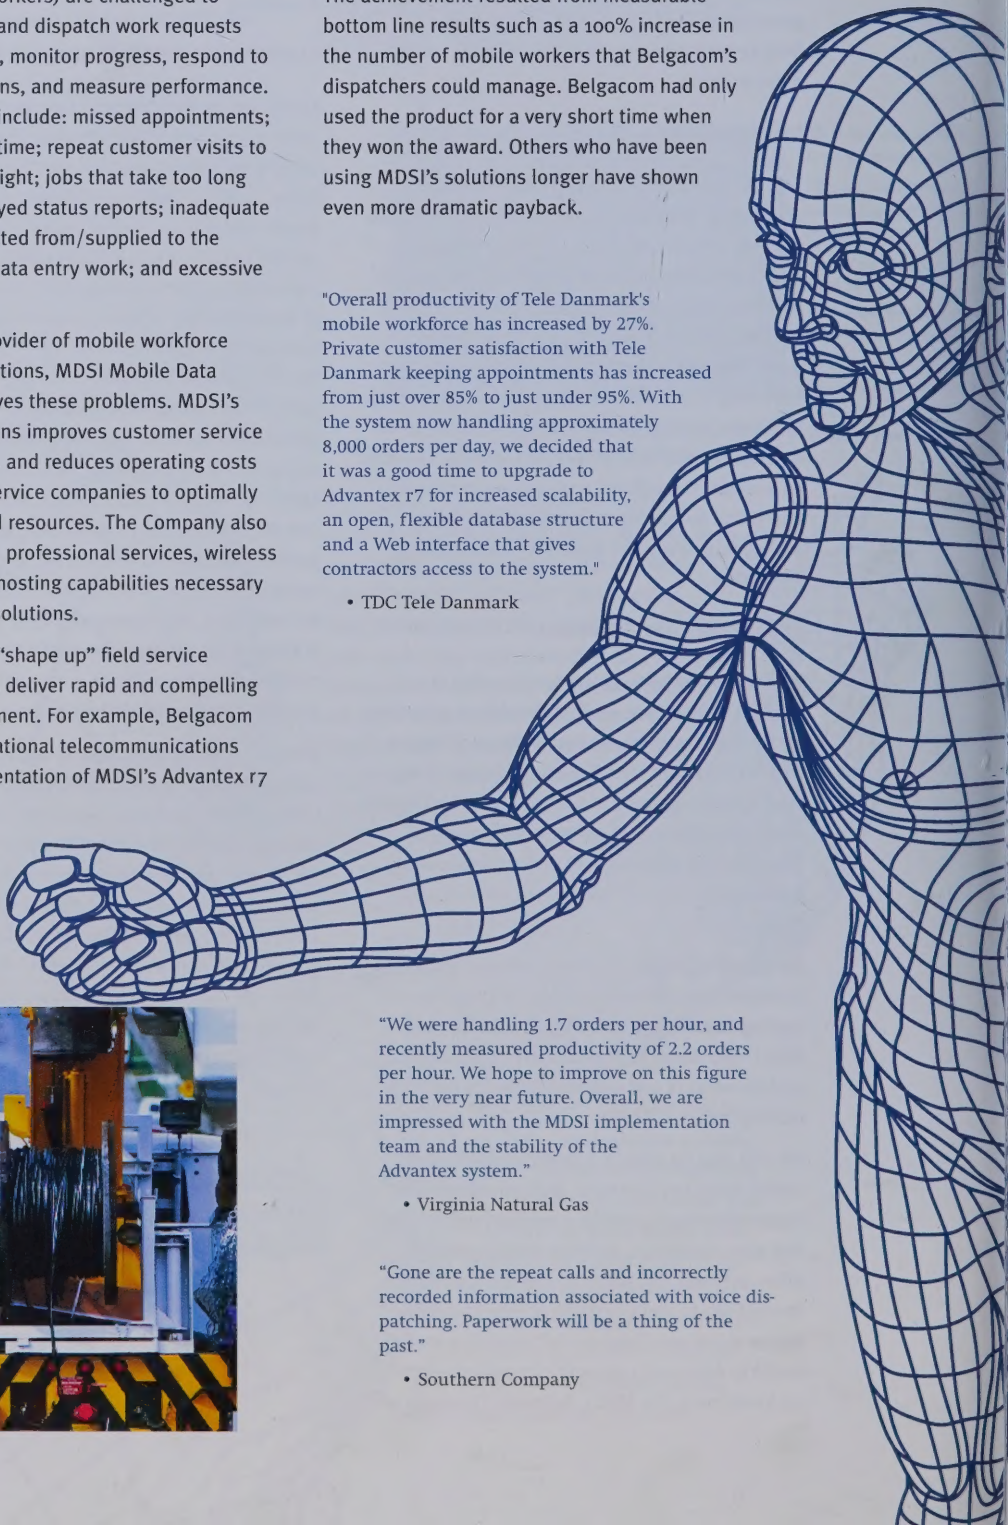 are challenged to
and dispatch work requests
, monitor progress, respond to
ns, and measure performance.
include: missed appointments;
time; repeat customer visits to
ight; jobs that take too long
yed status reports; inadequate
ted from/supplied to the
ata entry work; and excessive
vider of mobile workforce
tions, MDSI Mobile Data
ves these problems. MDSI’s
ns improves customer service
and reduces operating costs
ervice companies to optimally
resources. The Company also
professional services, wireless
hosting capabilities necessary
olutions.
“shape up” field service
deliver rapid and compelling
ment. For example, Belgacom
ational telecommunications
entation of MDSI’s Advantex r7
The achievement resulted from measurable
bottom line results such as a 100% increase in
the number of mobile workers that Belgacom’s
dispatchers could manage. Belgacom had only
used the product for a very short time when
they won the award. Others who have been
using MDSI’s solutions longer have shown
even more dramatic payback.
"Overall productivity of Tele Danmark's
mobile workforce has increased by 27%.
Private customer satisfaction with Tele
Danmark keeping appointments has increased
from just over 85% to just under 95%. With
the system now handling approximately
8,000 orders per day, we decided that
it was a good time to upgrade to
Advantex r7 for increased scalability,
an open, flexible database structure
and a Web interface that gives
contractors access to the system."
• TDC Tele Danmark
“We were handling 1.7 orders per hour, and
recently measured productivity of 2.2 orders
per hour. We hope to improve on this figure
in the very near future. Overall, we are
impressed with the MDSI implementation
team and the stability of the
Advantex system.”
• Virginia Natural Gas
“Gone are the repeat calls and incorrectly
recorded information associated with voice dis-
patching. Paperwork will be a thing of the
past.”
• Southern Company